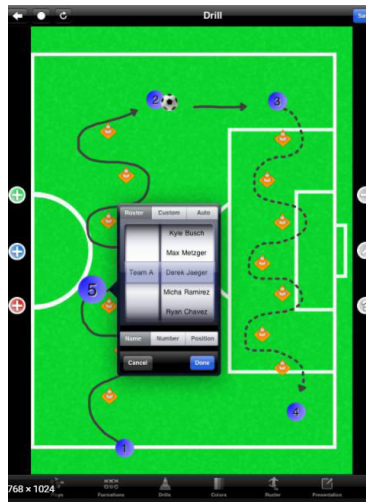 Drill
2
3
Roster Custom Auto
Kyle Busch
Max Metzger
Team A Derek Jaeger
Micha Ramirez
Ryan Chavez
5
Name Number Position
Cancel Done
4
1
768 × 1024
Formations Drills Colors Roster Presentation